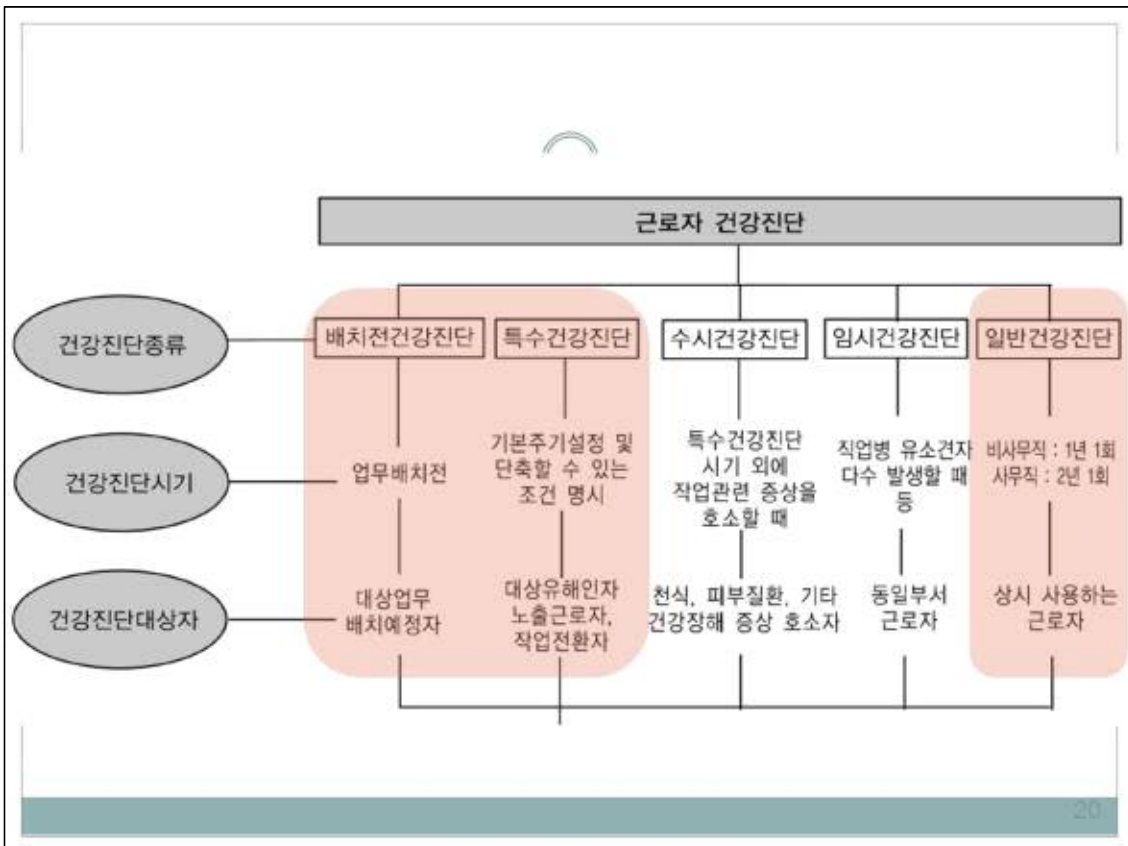 근로자 건강진단
건강진단종류
배치전건강진단
특수건강진단
수시건강진단
임시건강진단
일반건강진단
건강진단시기
업무배치전
기본주기설정 및
단축할 수 있는
조건 명시
특수건강진단
시기 외에
작업관련 증상을
호소할 때
직업병 유소견자
다수 발생할 때
등
비사무직 : 1년 1회
사무직 : 2년 1회
건강진단대상자
대상업무
배치예정자
대상유해인자
노출근로자,
작업전환자
천식, 피부질환, 기타
건강장해 증상 호소자
동일부서
근로자
상시 사용하는
근로자
20